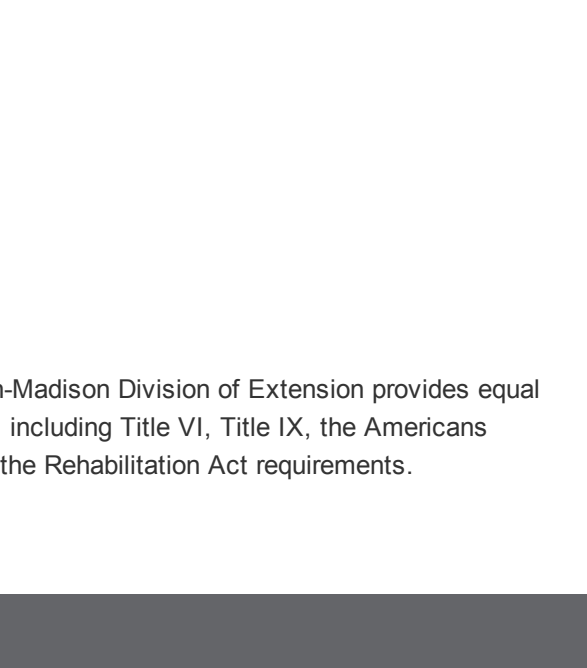 -Madison Division of Extension provides equal
including Title VI, Title IX, the Americans
the Rehabilitation Act requirements.